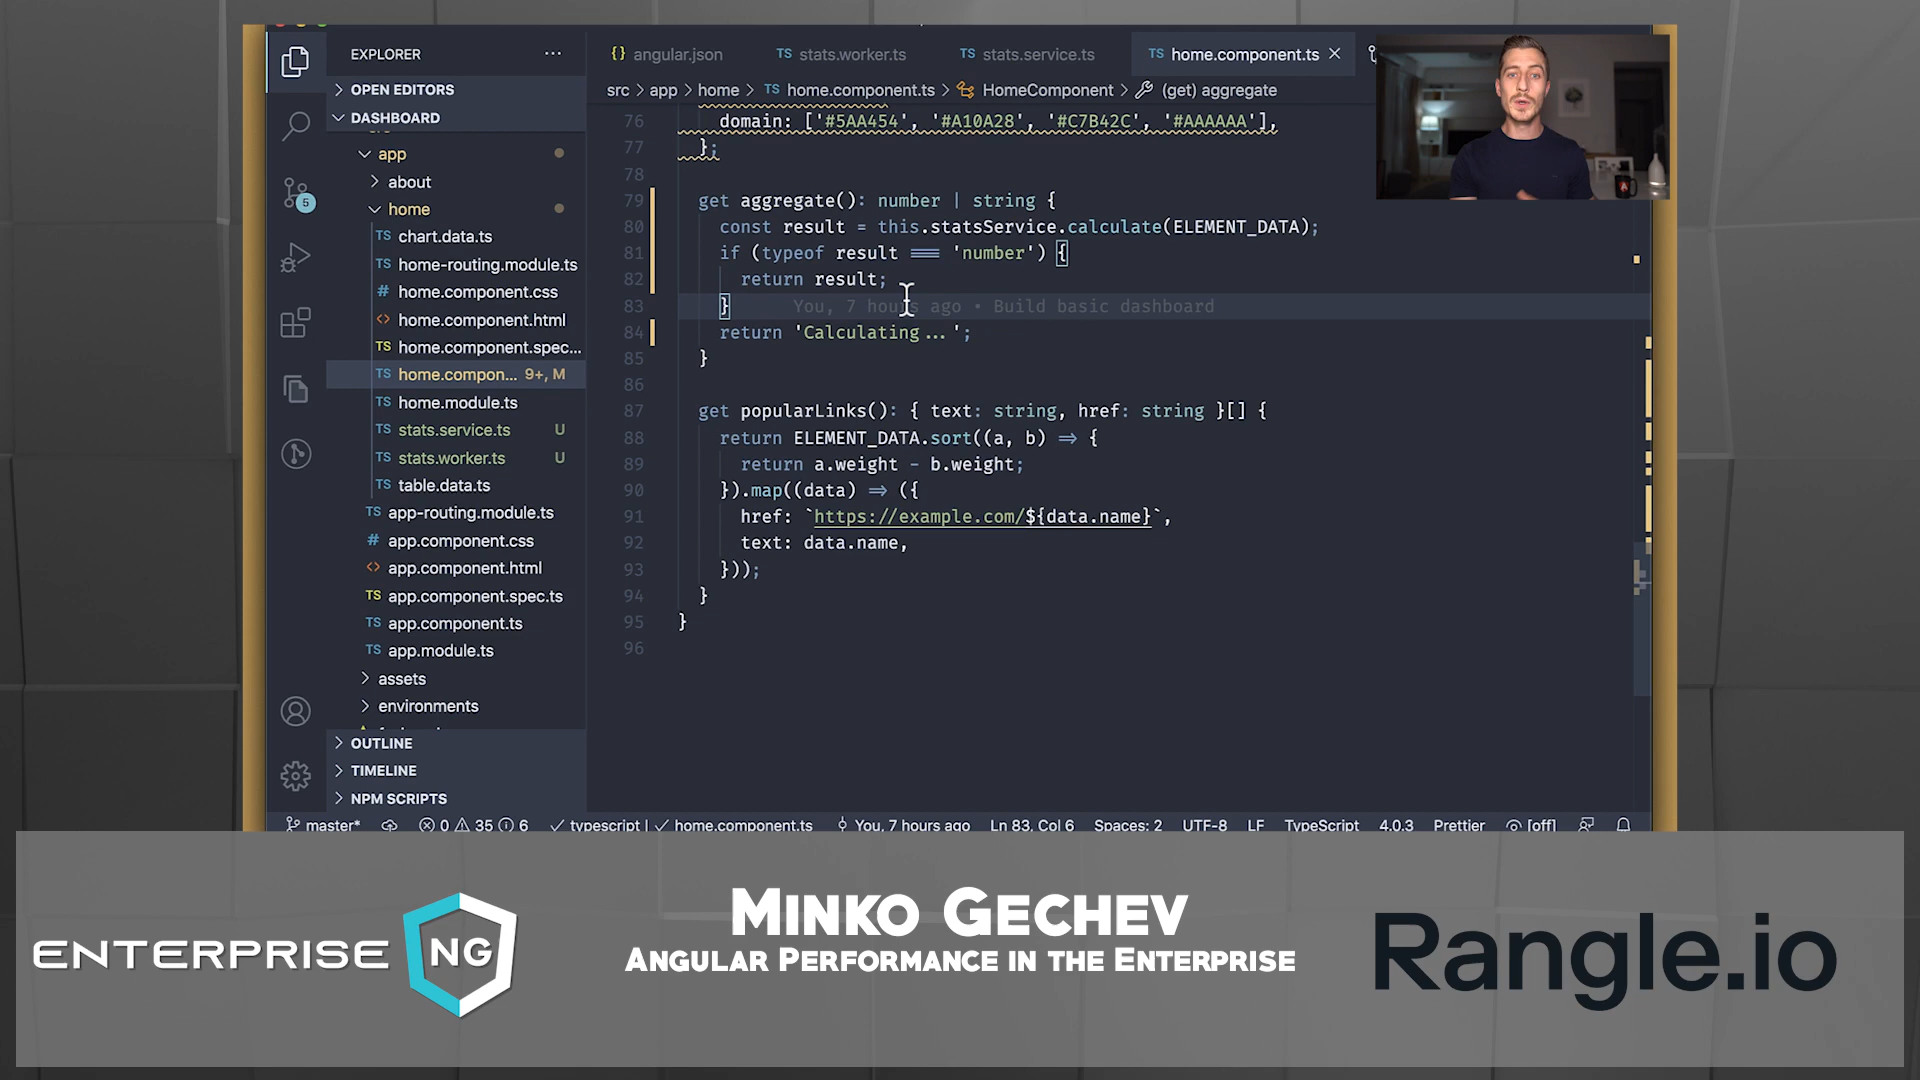 EXPLORER
OPEN EDITORS
DASHBOARD
app
about
home
TS chart.data.ts
TS home-routing.module.ts
# home.component.css
<> home.component.html
TS home.component.spec...
TS home.compon... 9+, M
TS home.module.ts
TS stats.service.ts U
TS stats.worker.ts U
TS table.data.ts
TS app-routing.module.ts
# app.component.css
<> app.component.html
TS app.component.spec.ts
TS app.component.ts
TS app.module.ts
assets
environments
OUTLINE
TIMELINE
NPM SCRIPTS
5
{} angular.json TS stats.worker.ts TS stats.service.ts TS home.component.ts
src > app > home > TS home.component.ts > HomeComponent > (get) aggregate
76 domain: ['#5AA454', '#A10A28', '#C7B42C', '#AAAAAA'],
77 };
78
79 get aggregate(): number | string {
80 const result = this.statsService.calculate(ELEMENT_DATA);
81 if (typeof result === 'number') {
82 return result;
83 } You, 7 hours ago • Build basic dashboard
84 return 'Calculating...';
85 }
86
87 get popularLinks(): { text: string, href: string }[] {
88 return ELEMENT_DATA.sort((a, b) => {
89 return a.weight - b.weight;
90 }).map((data) => ({
91 href: `https://example.com/${data.name}`,
92 text: data.name,
93 }));
94 }
95 }
96
master* 0 35 6 typescript | home.component.ts You, 7 hours ago Ln 83, Col 6 Spaces: 2 UTF-8 LF TypeScript 4.0.3 Prettier [off]
ENTERPRISE NG
MINKO GECHEV
ANGULAR PERFORMANCE IN THE ENTERPRISE
Rangle.io